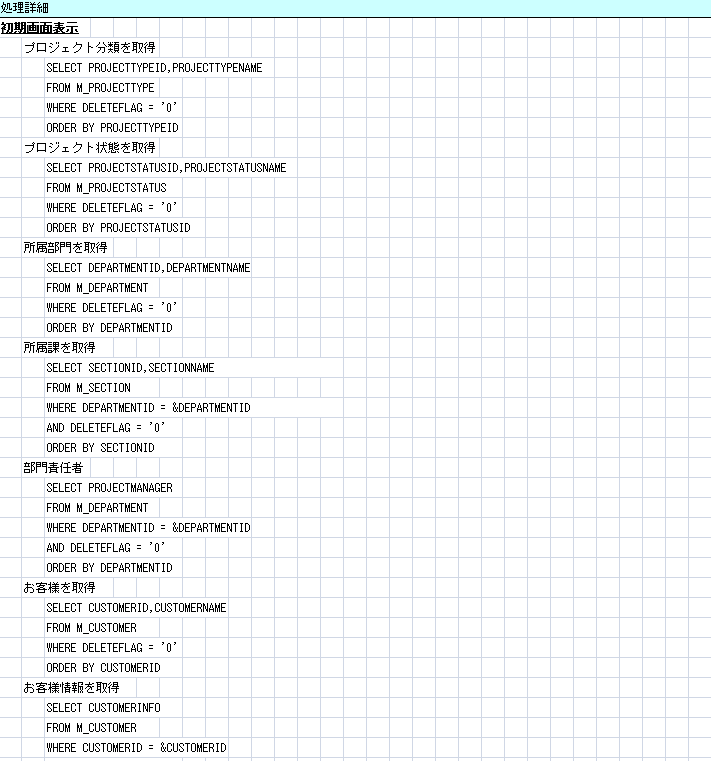 処理詳細
初期画面表示
プロジェクト分類を取得
SELECT PROJECTTYPEID,PROJECTTYPENAME
FROM M_PROJECTTYPE
WHERE DELETEFLAG = '0'
ORDER BY PROJECTTYPEID
プロジェクト状態を取得
SELECT PROJECTSTATUSID,PROJECTSTATUSNAME
FROM M_PROJECTSTATUS
WHERE DELETEFLAG = '0'
ORDER BY PROJECTSTATUSID
所属部門を取得
SELECT DEPARTMENTID,DEPARTMENTNAME
FROM M_DEPARTMENT
WHERE DELETEFLAG = '0'
ORDER BY DEPARTMENTID
所属課を取得
SELECT SECTIONID,SECTIONNAME
FROM M_SECTION
WHERE DEPARTMENTID = &DEPARTMENTID
AND DELETEFLAG = '0'
ORDER BY SECTIONID
部門責任者
SELECT PROJECTMANAGER
FROM M_DEPARTMENT
WHERE DEPARTMENTID = &DEPARTMENTID
AND DELETEFLAG = '0'
ORDER BY DEPARTMENTID
お客様を取得
SELECT CUSTOMERID,CUSTOMERNAME
FROM M_CUSTOMER
WHERE DELETEFLAG = '0'
ORDER BY CUSTOMERID
お客様情報を取得
SELECT CUSTOMERINFO
FROM M_CUSTOMER
WHERE CUSTOMERID = &CUSTOMERID